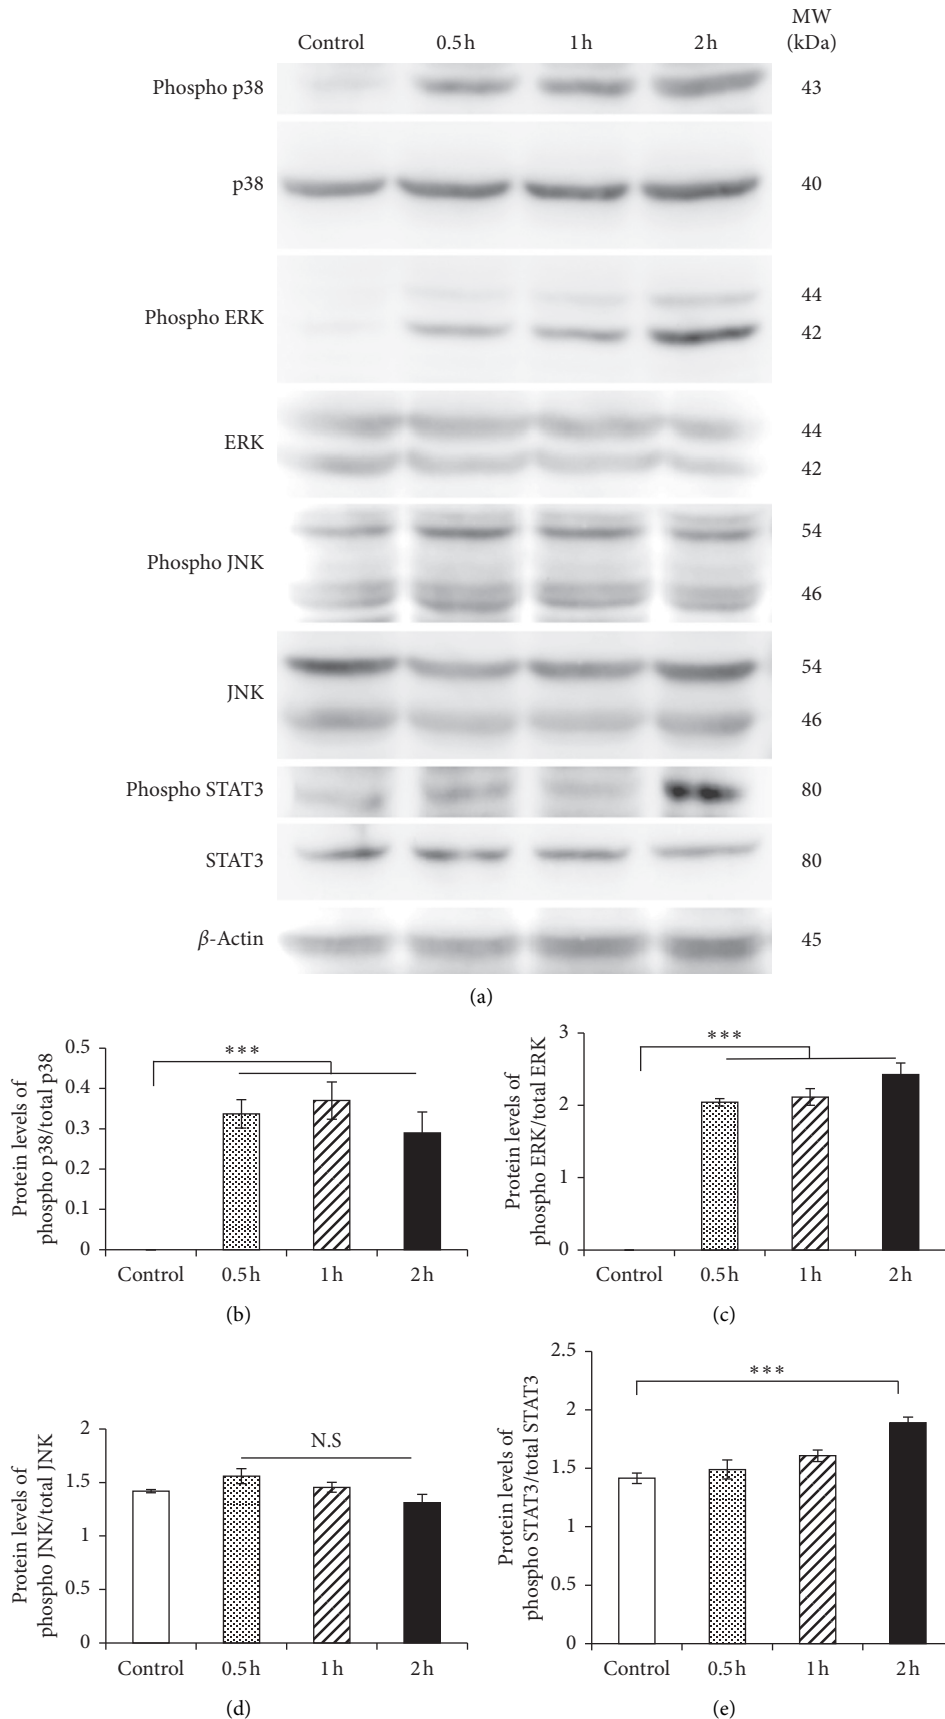 MW
Control 0.5 h 1 h 2 h (kDa)
Phospho p38 43
p38 40
44
Phospho ERK
42
ERK 44
42
54
Phospho JNK
46
54
JNK
46
Phospho STAT3 80
STAT3 80
β-Actin 45
(a)
Protein levels of
phospho p38/total p38
0.5
0.4
0.3
0.2
0.1
0
***
Control 0.5 h 1 h 2 h
(b)
Protein levels of
phospho ERK/total ERK
3
2
1
0
***
Control 0.5 h 1 h 2 h
(c)
Protein levels of
phospho JNK/total JNK
2
1.5
1
0.5
0
N.S
Control 0.5 h 1 h 2 h
(d)
Protein levels of
phospho STAT3/total STAT3
2.5
2
1.5
1
0.5
0
***
Control 0.5 h 1 h 2 h
(e)